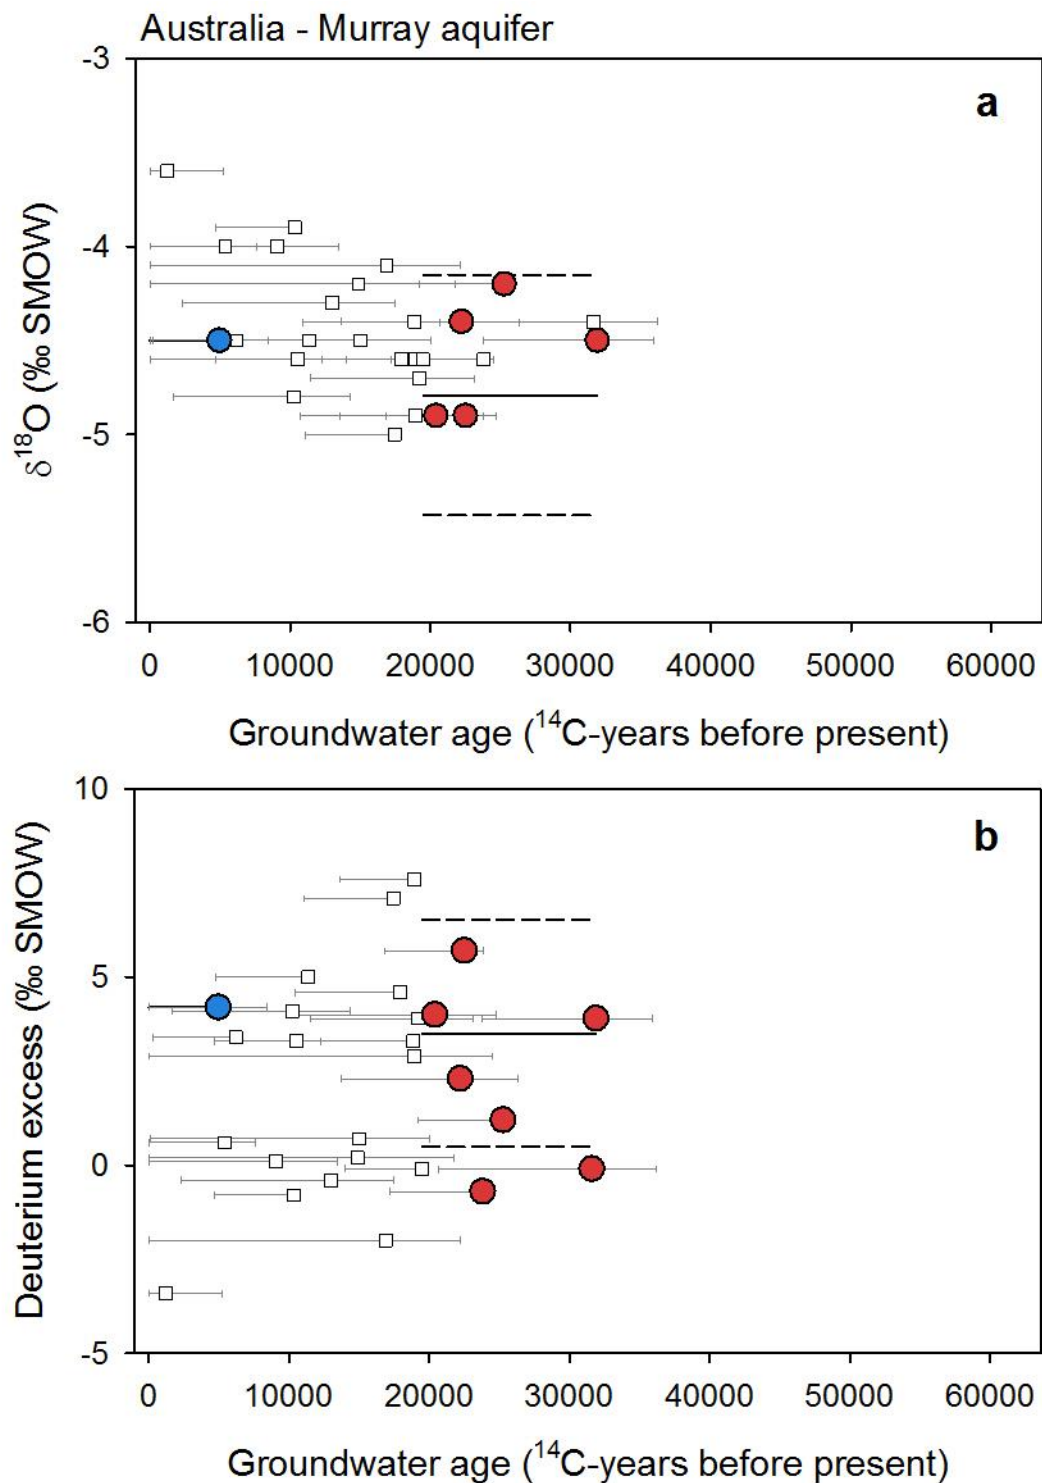 Australia - Murray aquifer
a
-3
-4
-5
-6
δ¹⁸O (‰ SMOW)
0 10000 20000 30000 40000 50000 60000
Groundwater age (¹⁴C-years before present)
b
10
5
0
-5
Deuterium excess (‰ SMOW)
0 10000 20000 30000 40000 50000 60000
Groundwater age (¹⁴C-years before present)